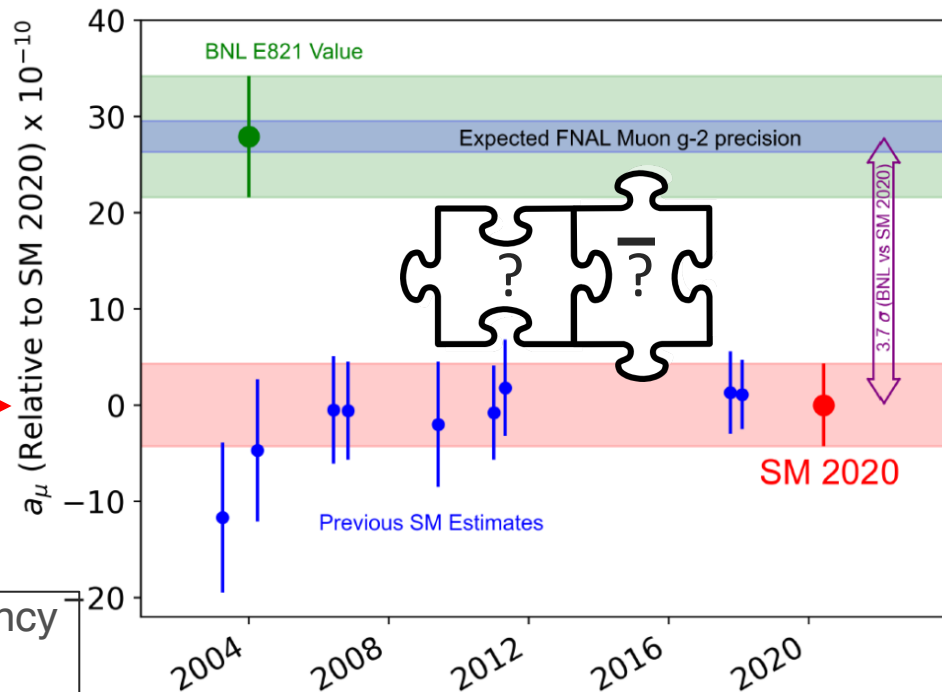 40
BNL E821 Value
30
Expected FNAL Muon g-2 precision
20
? ?
10
0
−10
−20
aμ (Relative to SM 2020) x 10⁻¹⁰
3.7 σ (BNL vs SM 2020)
SM 2020
Previous SM Estimates
ncy
2004 2008 2012 2016 2020